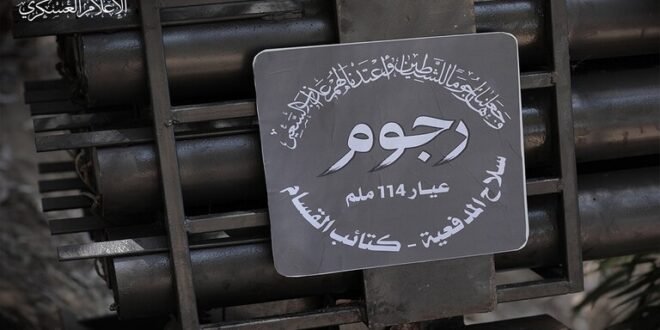 الإعلام العسكري
وجعلناها رجوما للشياطين وأعتدنا لهم عذاب السعير
رجوم
عيار 114 ملم
سلاح المدفعية - كتائب القسام